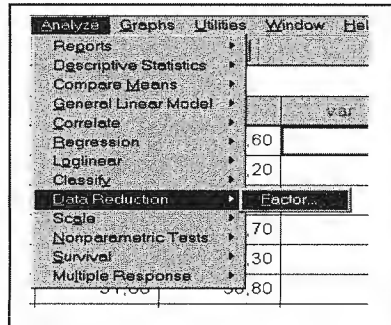 Analyze Graphs Utilities Window Hel
Reports
Descriptive Statistics
Compare Means
General Linear Model
var
Correlate
Regression
,60
Loglinear
,20
Classify
Data Reduction
Factor...
Scale
,70
Nonparametric Tests
Survival
,30
Multiple Response
,80